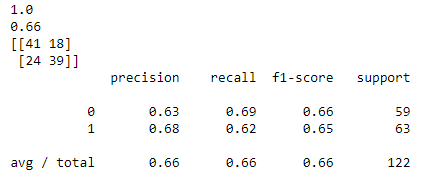 1.0
0.66
[[41 18]
[24 39]]
precision recall f1-score support
0 0.63 0.69 0.66 59
1 0.68 0.62 0.65 63
avg / total 0.66 0.66 0.66 122